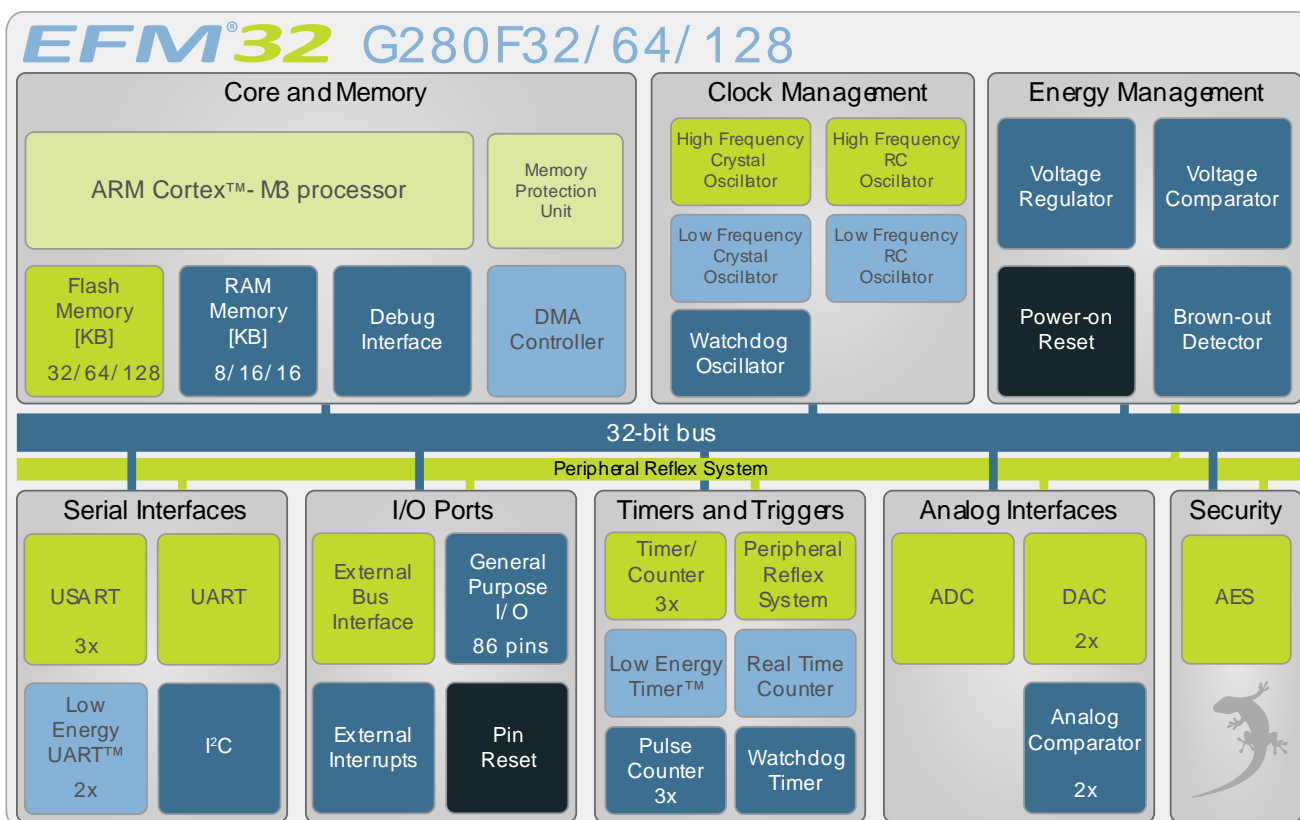 EFM®32 G280F32/64/128
Core and Memory
ARM Cortex™-M3 processor
Memory
Protection
Unit
Flash
Memory
[KB]
32/64/128
RAM
Memory
[KB]
8/16/16
Debug
Interface
DMA
Controller
Clock Management
High Frequency
Crystal
Oscillator
High Frequency
RC
Oscillator
Low Frequency
Crystal
Oscillator
Low Frequency
RC
Oscillator
Watchdog
Oscillator
Energy Management
Voltage
Regulator
Voltage
Comparator
Power-on
Reset
Brown-out
Detector
32-bit bus
Peripheral Reflex System
Serial Interfaces
USART
3x
UART
Low
Energy
UART™
2x
I²C
I/O Ports
External
Bus
Interface
General
Purpose
I/O
86 pins
External
Interrupts
Pin
Reset
Timers and Triggers
Timer/
Counter
3x
Peripheral
Reflex
System
Low Energy
Timer™
Real Time
Counter
Pulse
Counter
3x
Watchdog
Timer
Analog Interfaces
ADC
DAC
2x
Analog
Comparator
2x
Security
AES